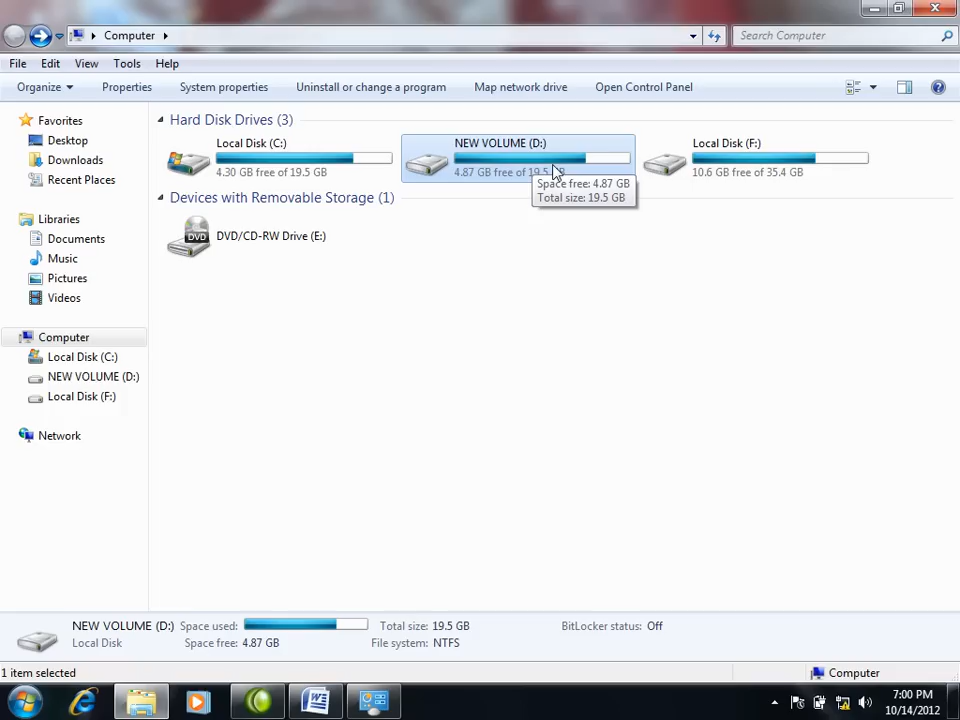 Computer
Search Computer
File Edit View Tools Help
Organize Properties System properties Uninstall or change a program Map network drive Open Control Panel
Favorites
Desktop
Downloads
Recent Places
Libraries
Documents
Music
Pictures
Videos
Computer
Local Disk (C:)
NEW VOLUME (D:)
Local Disk (F:)
Network
Hard Disk Drives (3)
Local Disk (C:)
4.30 GB free of 19.5 GB
NEW VOLUME (D:)
4.87 GB free of 19.5
Space free: 4.87 GB
Total size: 19.5 GB
Local Disk (F:)
10.6 GB free of 35.4 GB
Devices with Removable Storage (1)
DVD
DVD/CD-RW Drive (E:)
NEW VOLUME (D:) Space used: Total size: 19.5 GB BitLocker status: Off
Local Disk Space free: 4.87 GB File system: NTFS
1 item selected
Computer
7:00 PM
10/14/2012